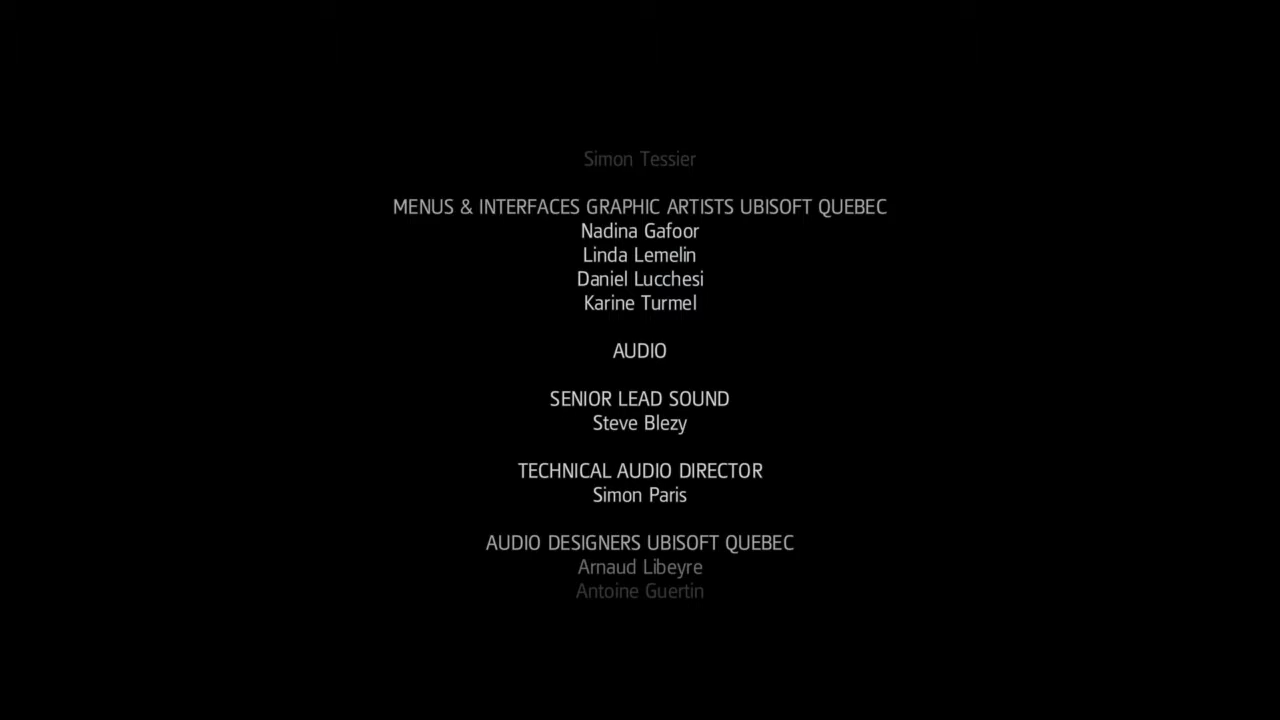 Simon Tessier
MENUS & INTERFACES GRAPHIC ARTISTS UBISOFT QUEBEC
Nadina Gafoor
Linda Lemelin
Daniel Lucchesi
Karine Turmel
AUDIO
SENIOR LEAD SOUND
Steve Blezy
TECHNICAL AUDIO DIRECTOR
Simon Paris
AUDIO DESIGNERS UBISOFT QUEBEC
Arnaud Libeyre
Antoine Guertin